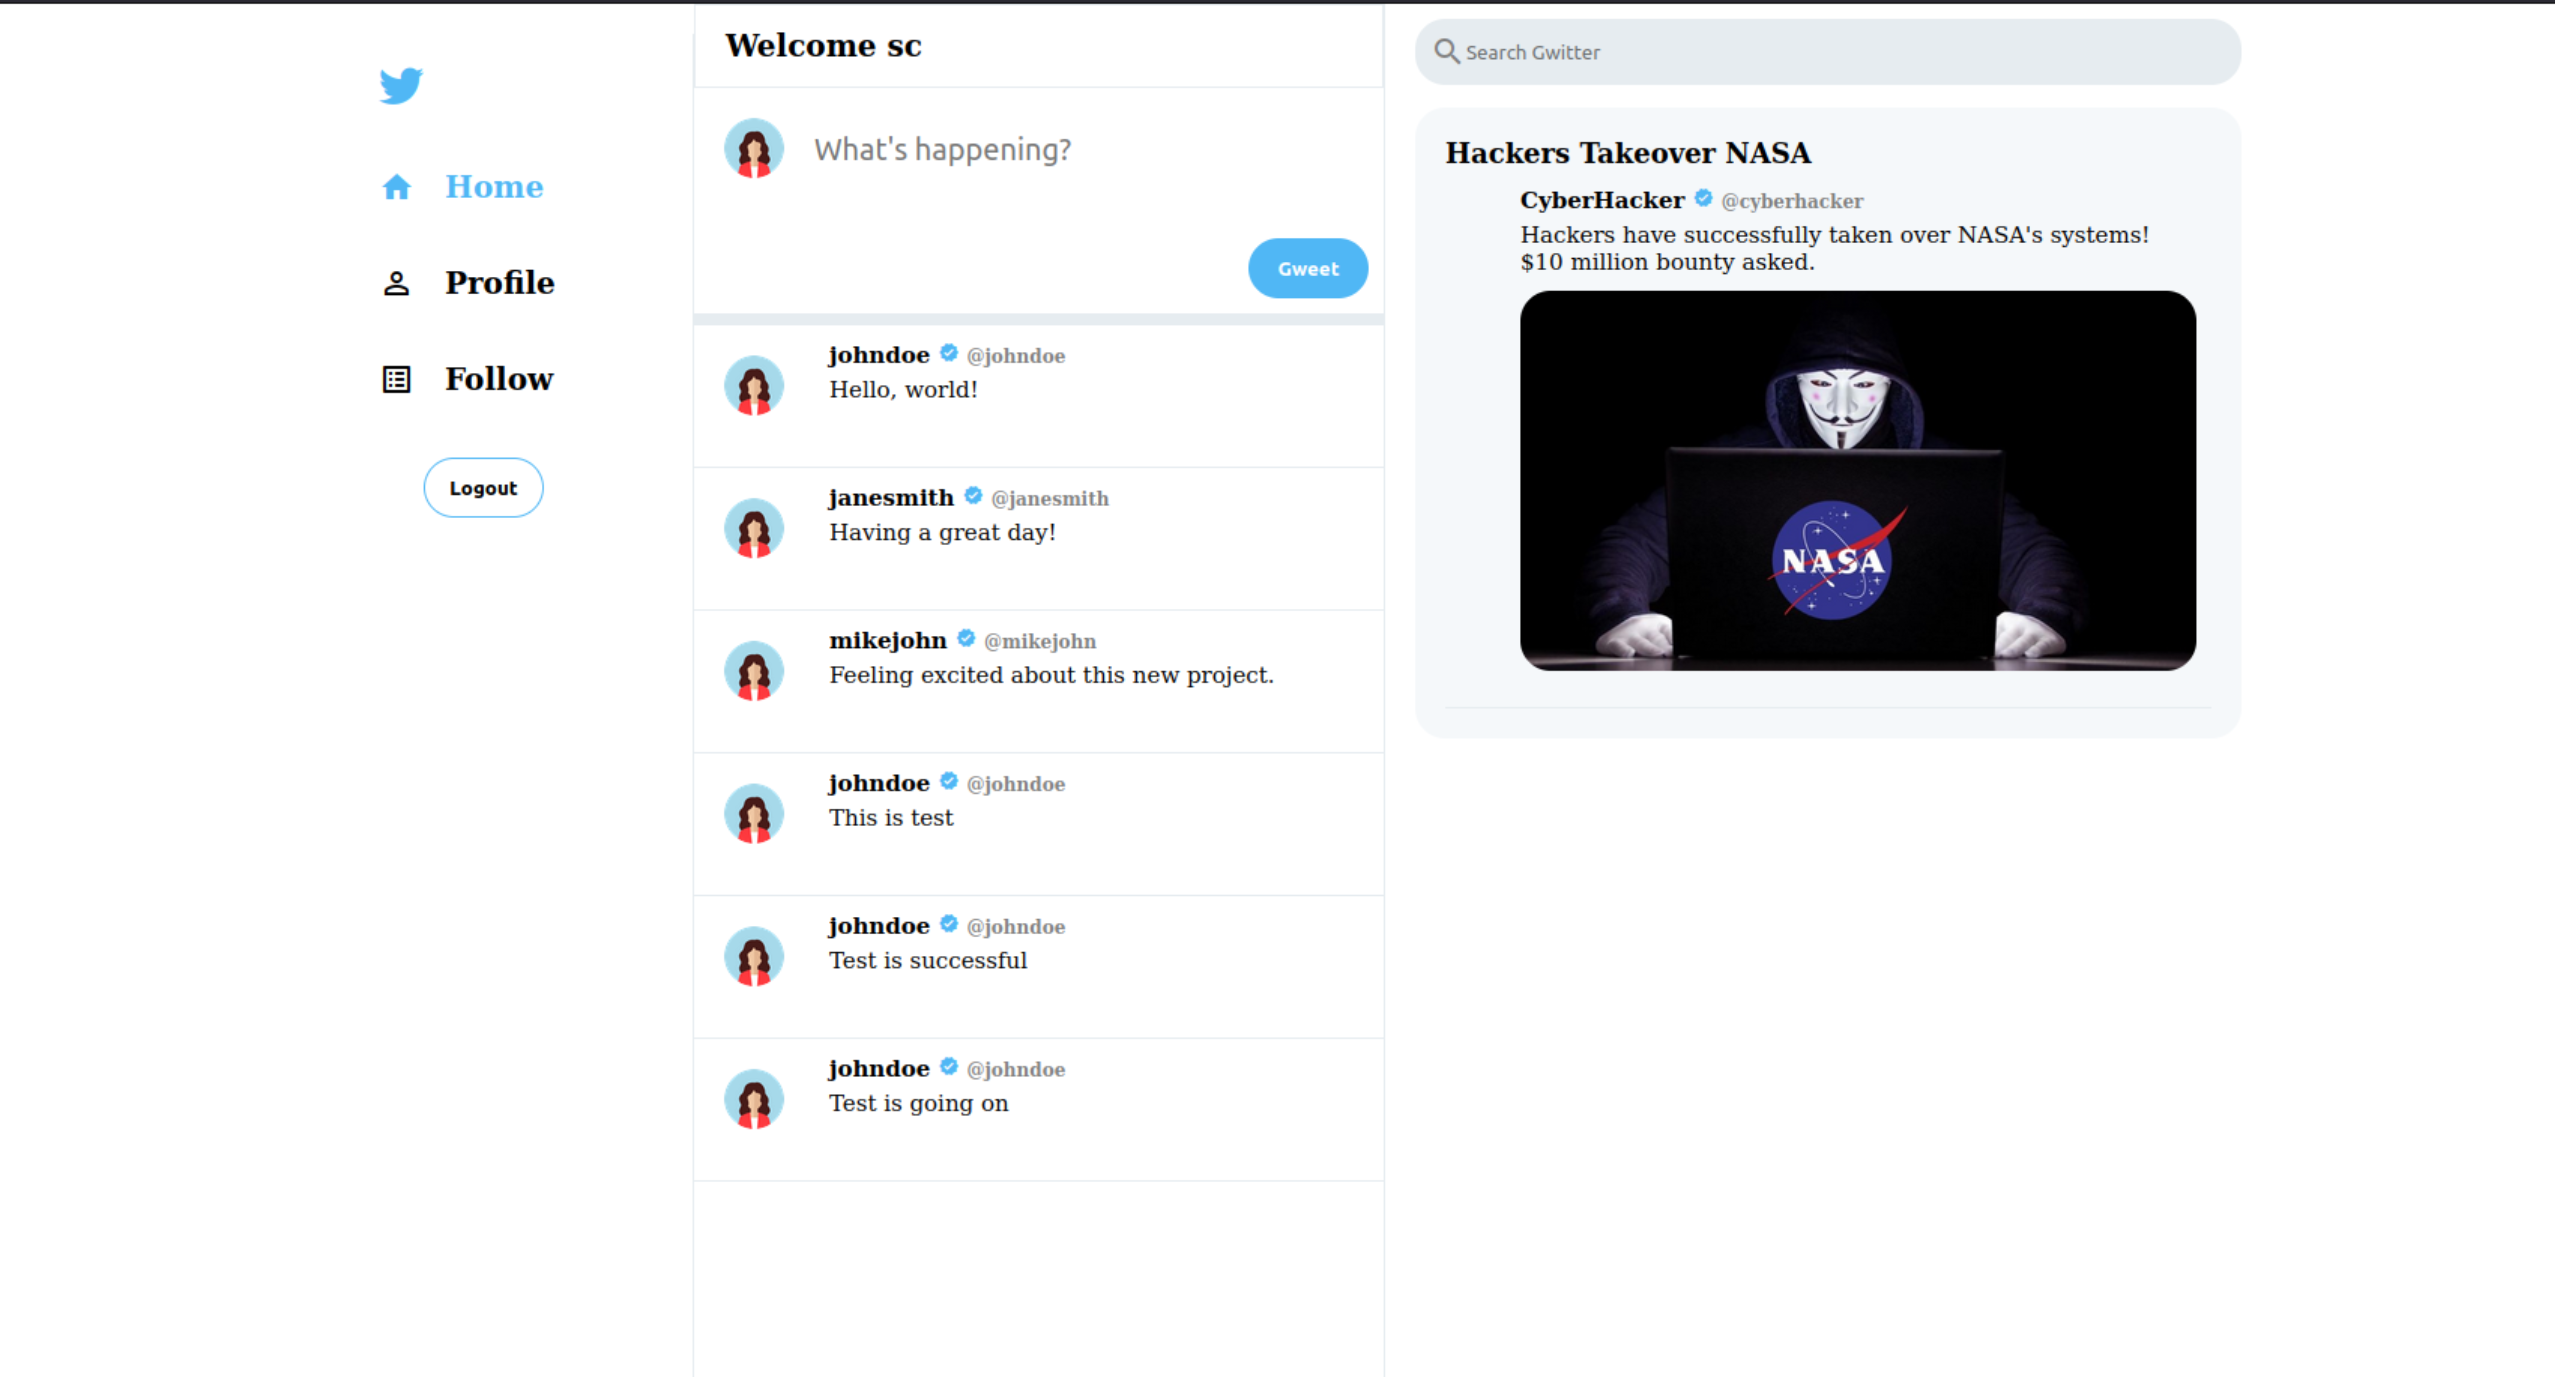 Home
Profile
Follow
Logout
Welcome sc
What's happening?
Gweet
johndoe @johndoe
Hello, world!
janesmith @janesmith
Having a great day!
mikejohn @mikejohn
Feeling excited about this new project.
johndoe @johndoe
This is test
johndoe @johndoe
Test is successful
johndoe @johndoe
Test is going on
Search Gwitter
Hackers Takeover NASA
CyberHacker @cyberhacker
Hackers have successfully taken over NASA's systems!
$10 million bounty asked.
NASA